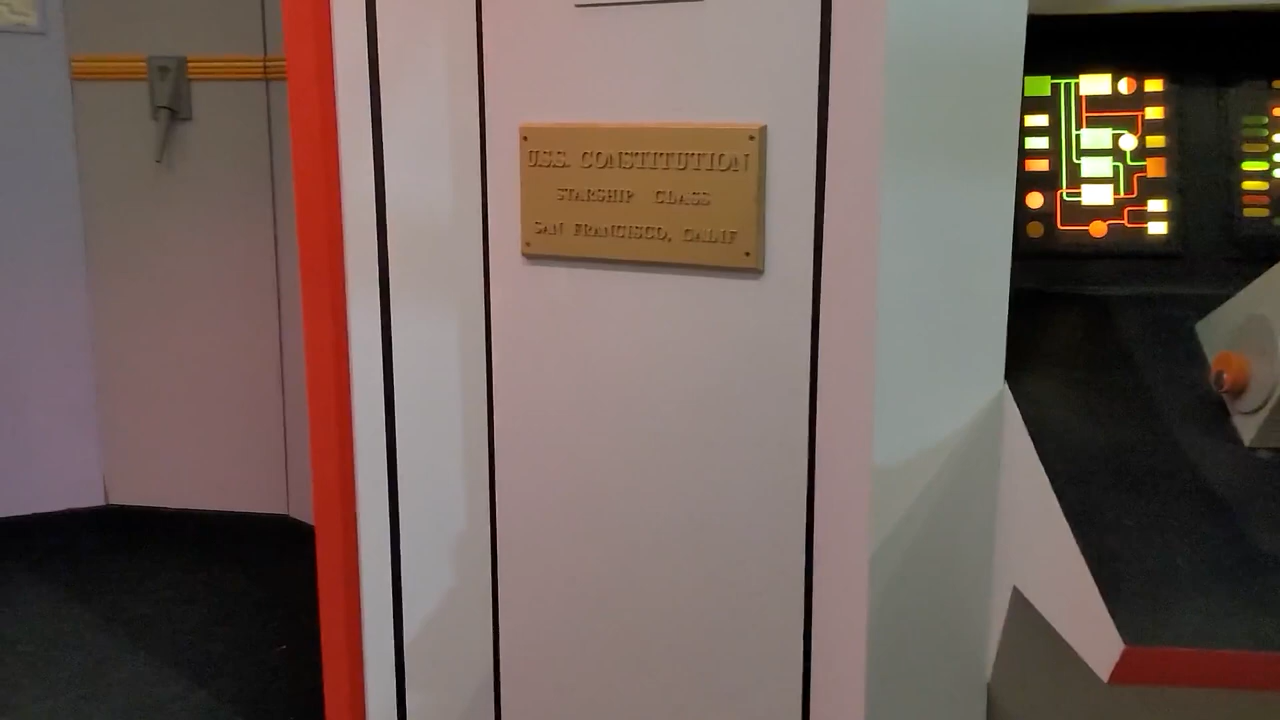 U.S.S. CONSTITUTION
STARSHIP CLASS
SAN FRANCISCO, CALIF